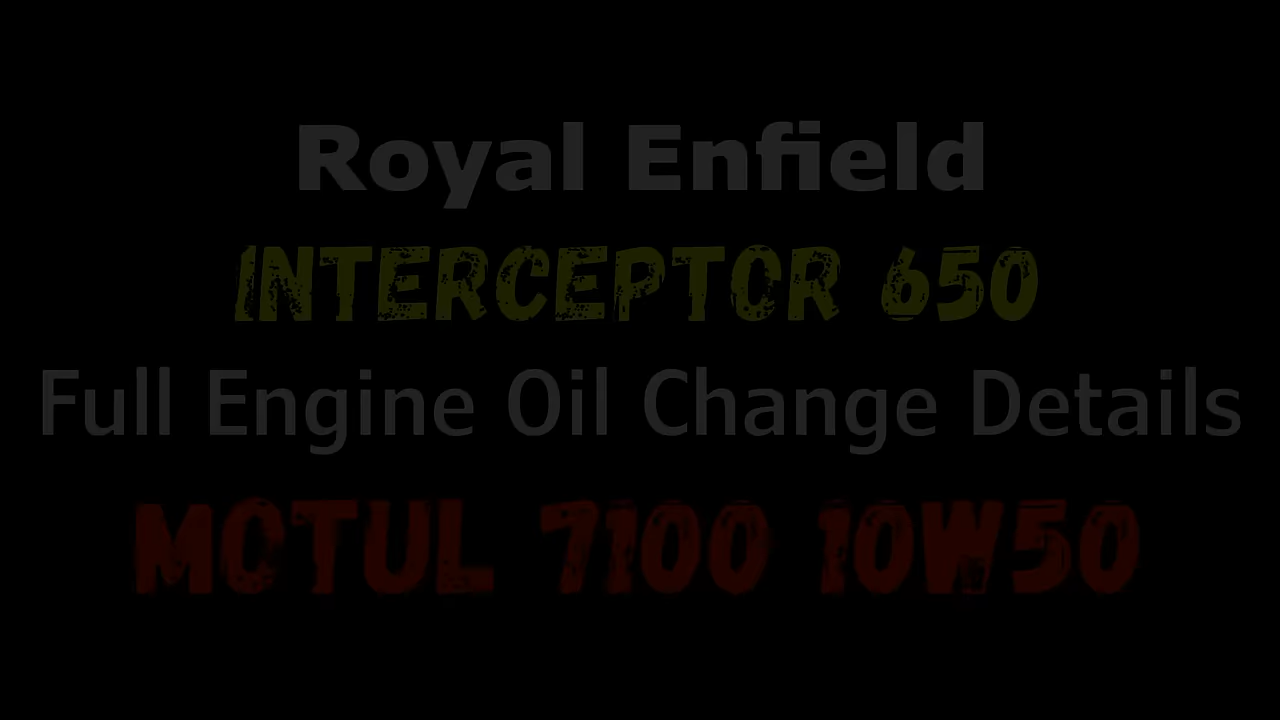 Royal Enfield
INTERCEPTOR 650
Full Engine Oil Change Details
MOTUL 7100 10W50